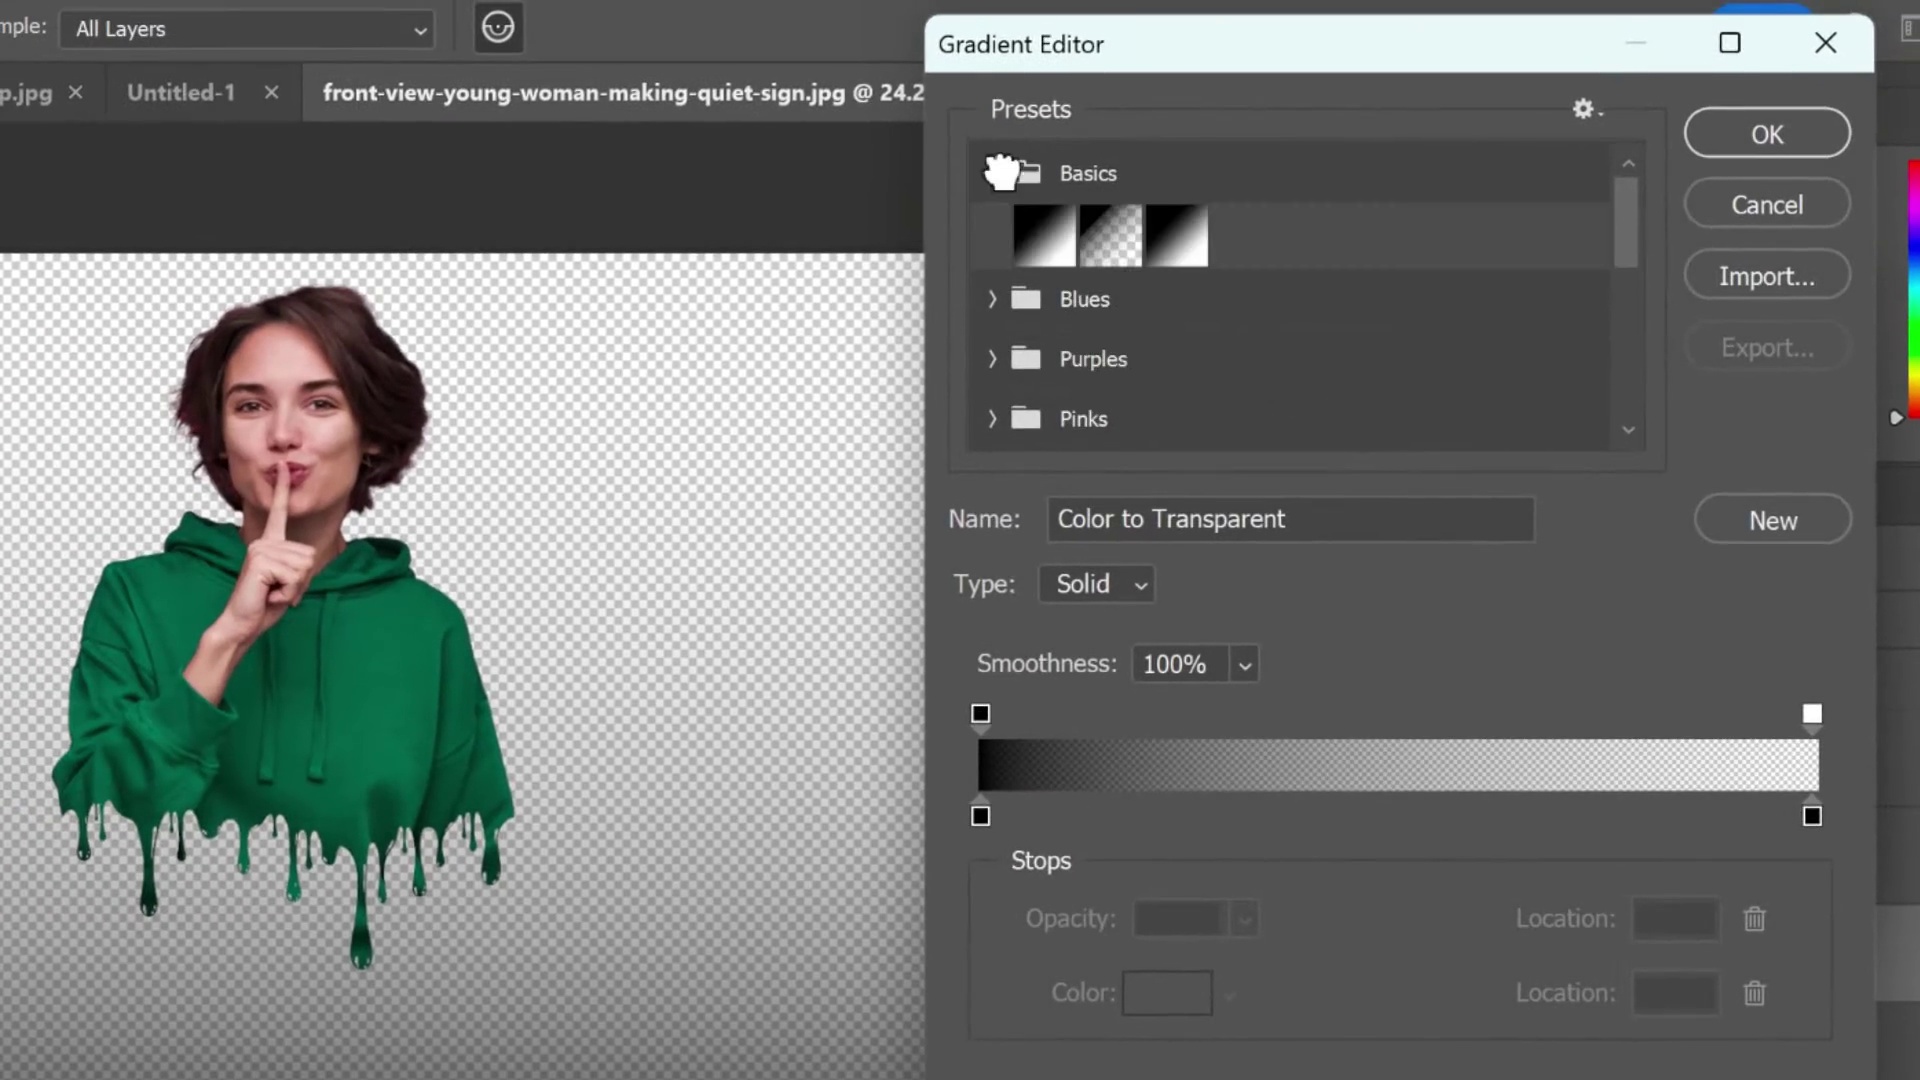 mple: All Layers
p.jpg
Untitled-1
front-view-young-woman-making-quiet-sign.jpg @ 24.2
Gradient Editor
Presets
Basics
Blues
Purples
Pinks
OK
Cancel
Import...
Export...
Name: Color to Transparent
New
Type: Solid
Smoothness: 100%
Stops
Opacity:
Location:
Color:
Location: